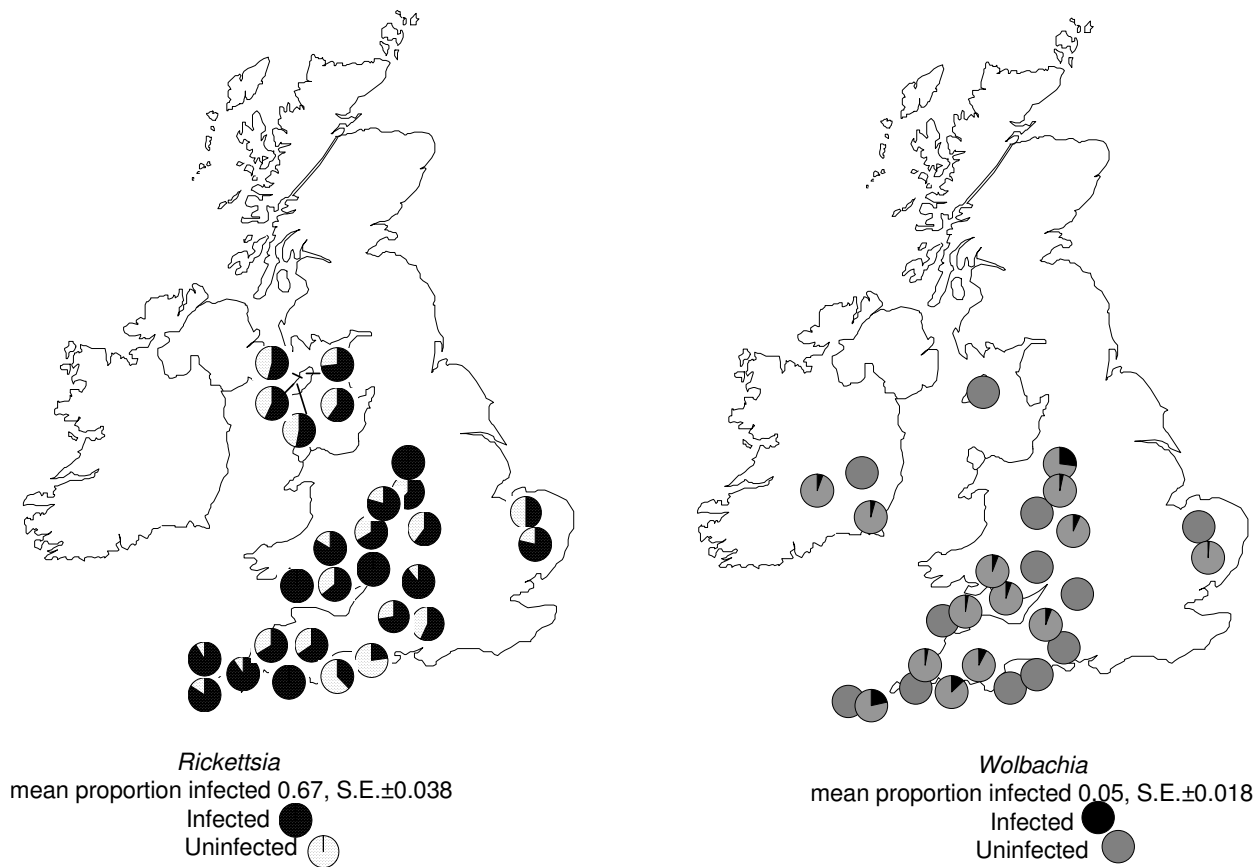 Rickettsia
mean proportion infected 0.67, S.E.±0.038
Infected
Uninfected
Wolbachia
mean proportion infected 0.05, S.E.±0.018
Infected
Uninfected